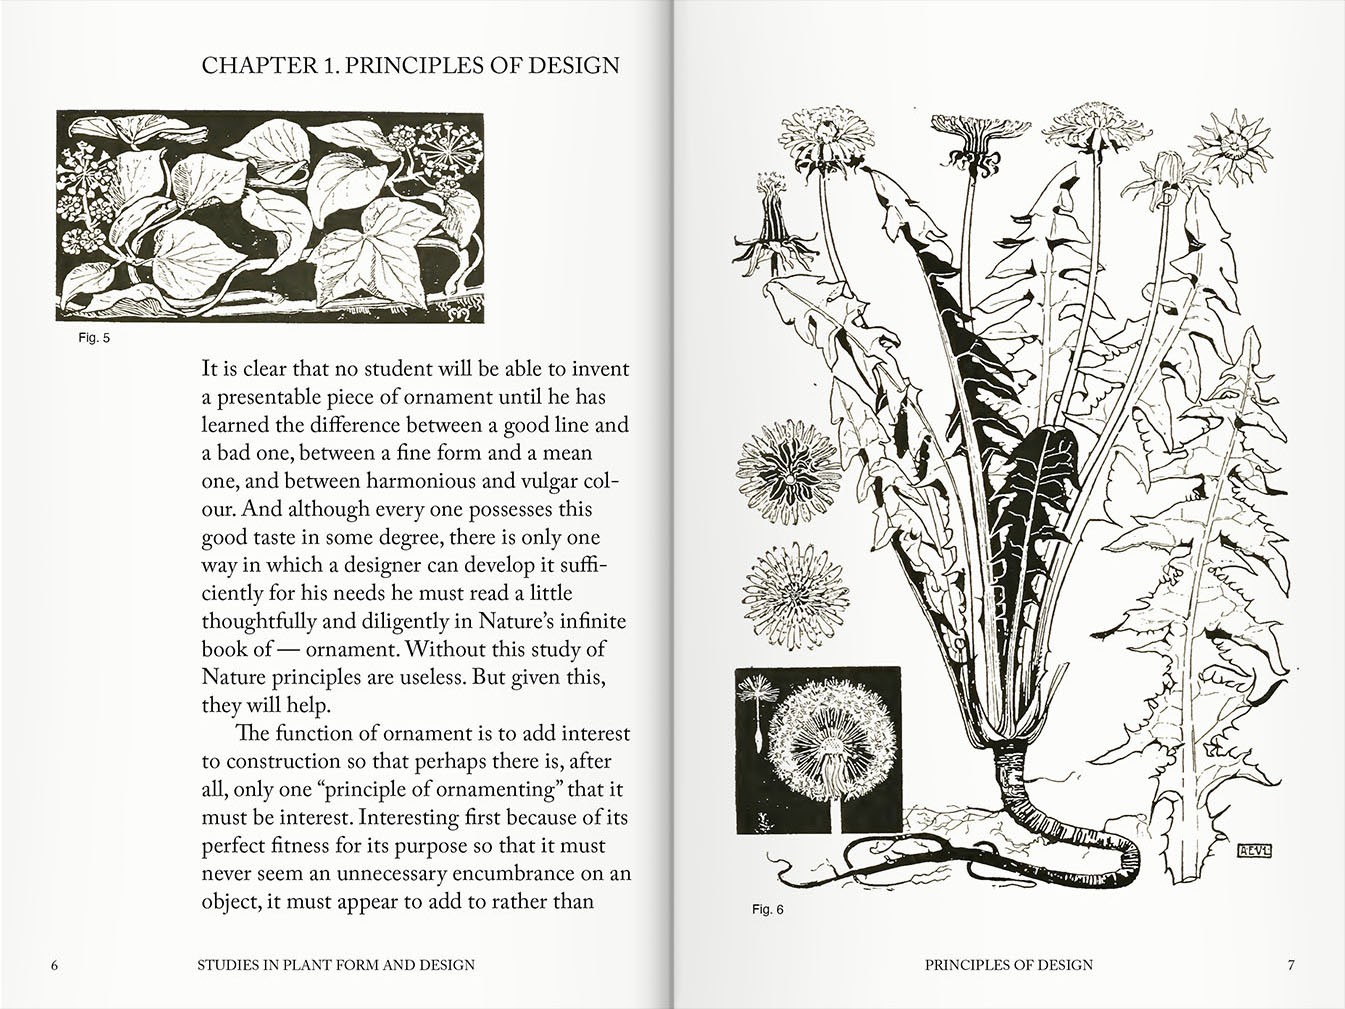 CHAPTER 1. PRINCIPLES OF DESIGN
Fig. 5
It is clear that no student will be able to invent
a presentable piece of ornament until he has
learned the difference between a good line and
a bad one, between a fine form and a mean
one, and between harmonious and vulgar col-
our. And although every one possesses this
good taste in some degree, there is only one
way in which a designer can develop it suffi-
ciently for his needs he must read a little
thoughtfully and diligently in Nature's infinite
book of — ornament. Without this study of
Nature principles are useless. But given this,
they will help.
The function of ornament is to add interest
to construction so that perhaps there is, after
all, only one “principle of ornamenting” that it
must be interest. Interesting first because of its
perfect fitness for its purpose so that it must
never seem an unnecessary encumbrance on an
object, it must appear to add to rather than
6
STUDIES IN PLANT FORM AND DESIGN
A.E.V.L.
Fig. 6
PRINCIPLES OF DESIGN
7